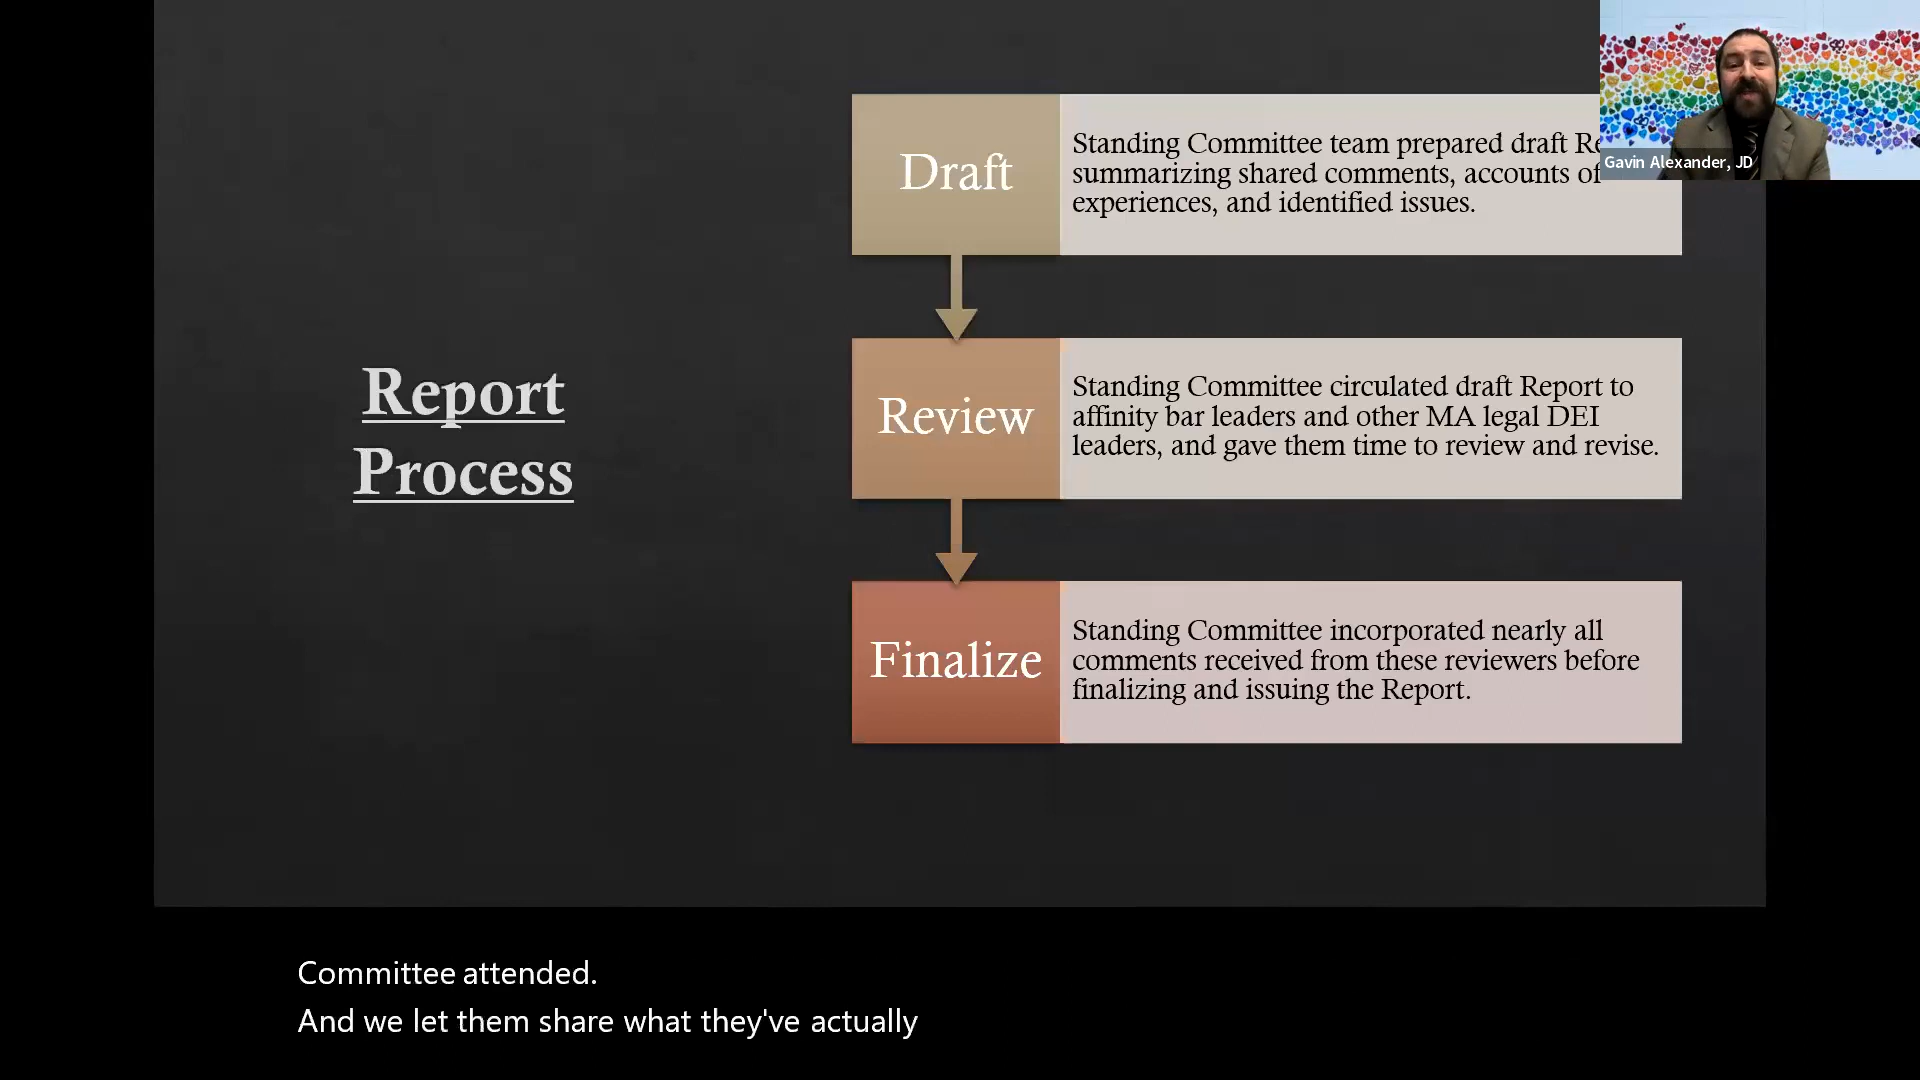 Report
Process
Draft
Standing Committee team prepared draft
summarizing shared comments, accounts of
experiences, and identified issues.
Review
Standing Committee circulated draft Report to
affinity bar leaders and other MA legal DEI
leaders, and gave them time to review and revise.
Finalize
Standing Committee incorporated nearly all
comments received from these reviewers before
finalizing and issuing the Report.
Gavin Alexander, JD
Committee attended.
And we let them share what they've actually